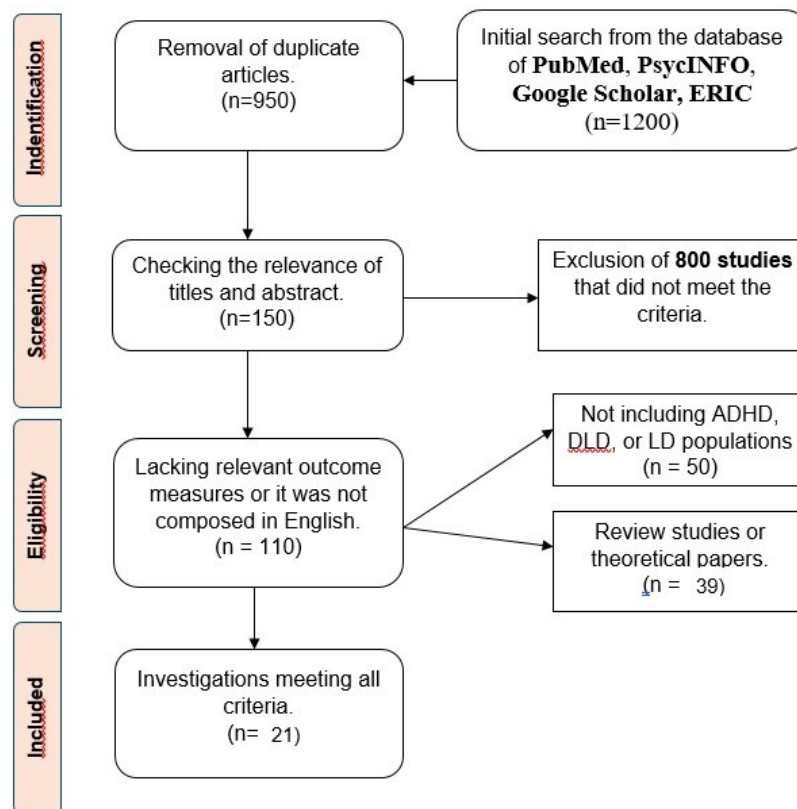 Indentification
Removal of duplicate
articles.
(n=950)
Initial search from the database
of PubMed, PsycINFO,
Google Scholar, ERIC
(n=1200)
Screening
Checking the relevance of
titles and abstract.
(n=150)
Exclusion of 800 studies
that did not meet the
criteria.
Eligibility
Lacking relevant outcome
measures or it was not
composed in English.
(n = 110)
Not including ADHD,
DLD, or LD populations
(n = 50)
Review studies or
theoretical papers.
(n = 39)
Included
Investigations meeting all
criteria.
(n= 21)